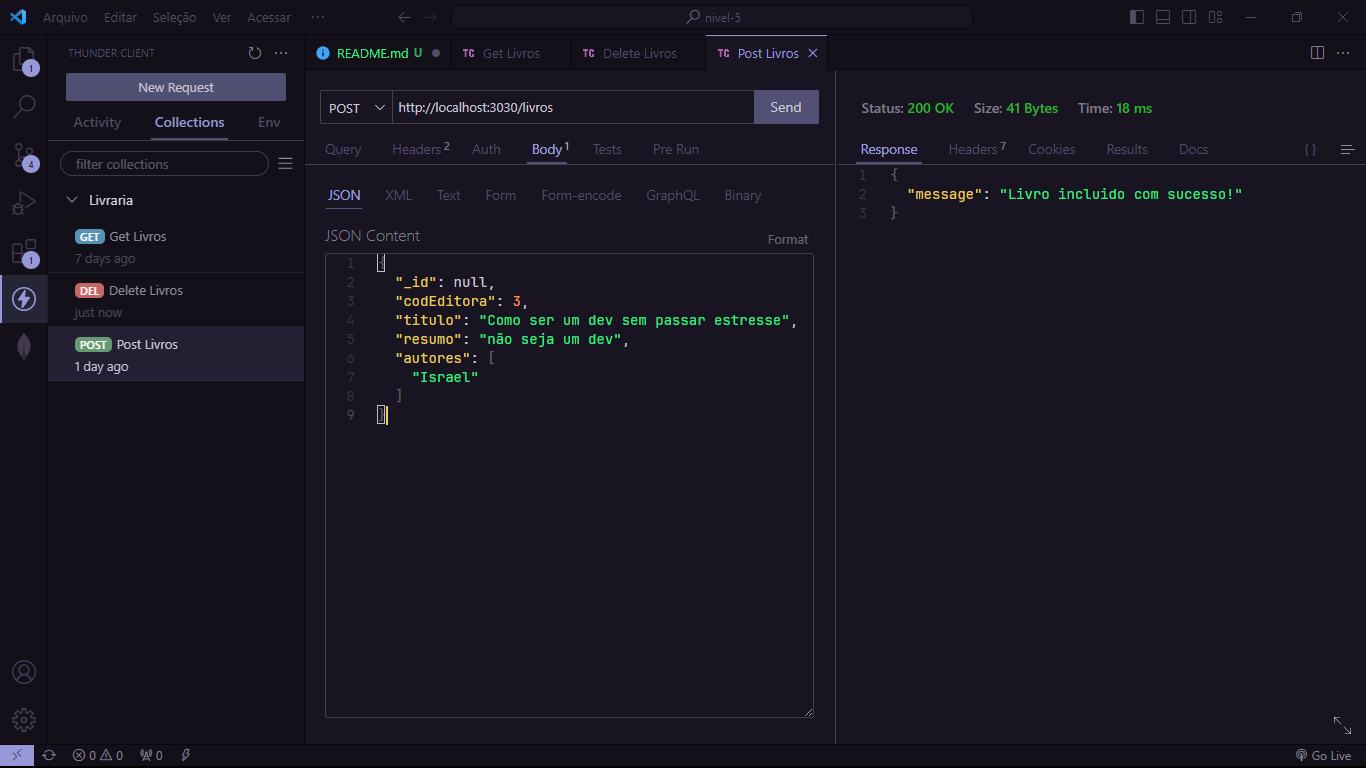 Arquivo Editar Seleção Ver Acessar ··· nivel-5
THUNDER CLIENT ···
README.md U
TC Get Livros
TC Delete Livros
TC Post Livros
···
New Request
Activity Collections Env
filter collections
Livraria
GET Get Livros
7 days ago
DEL Delete Livros
just now
POST Post Livros
1 day ago
1
4
1
POST http://localhost:3030/livros Send
Query Headers 2 Auth Body 1 Tests Pre Run
JSON XML Text Form Form-encode GraphQL Binary
JSON Content Format
1 {
2 "_id": null,
3 "codEditora": 3,
4 "titulo": "Como ser um dev sem passar estresse",
5 "resumo": "não seja um dev",
6 "autores": [
7 "Israel"
8 ]
9 }
Status: 200 OK Size: 41 Bytes Time: 18 ms
Response Headers 7 Cookies Results Docs { }
1 {
2 "message": "Livro incluido com sucesso!"
3 }
0 0 0 Go Live